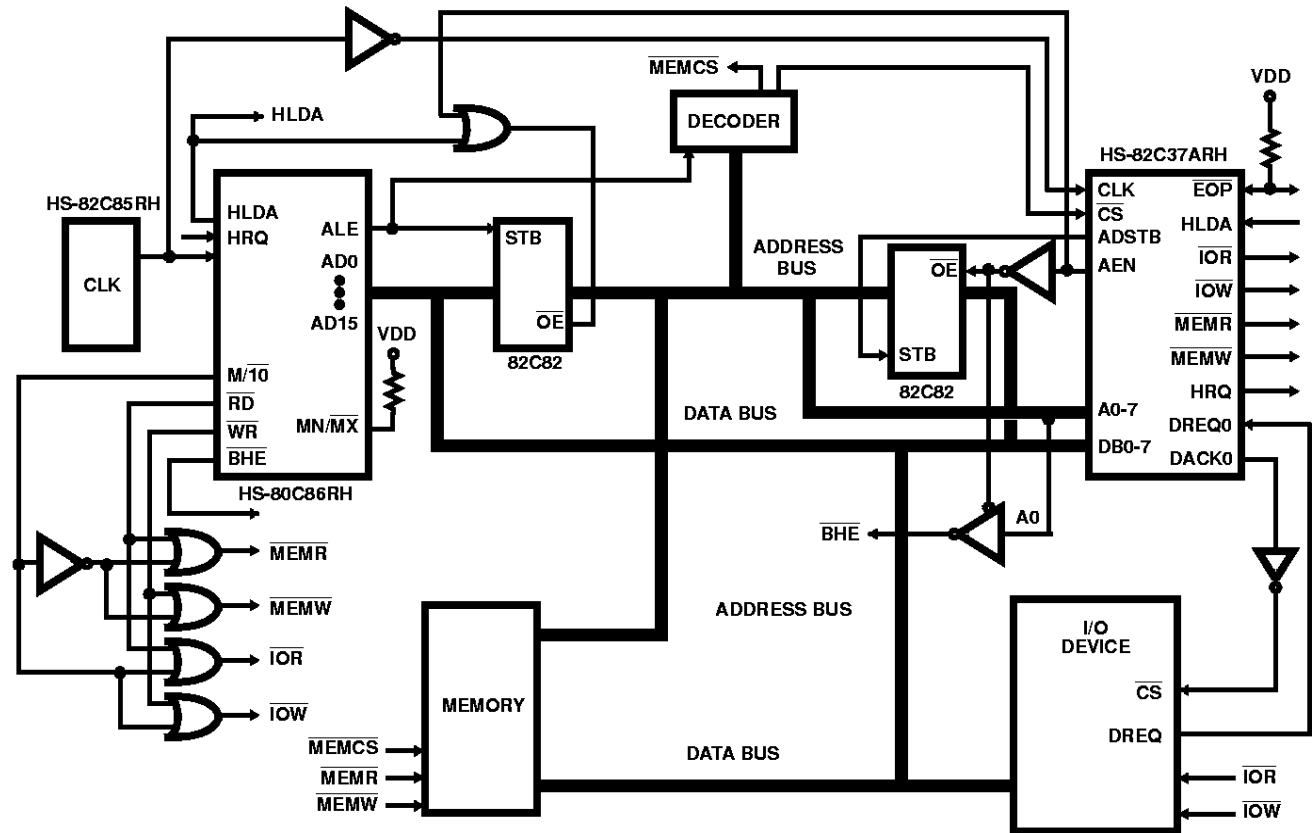 MEMCS
VDD
HLDA
DECODER
HS-82C37ARH
HS-82C85RH
CLK
EOP
HLDA
HRQ
ALE
STB
CS
HLDA
ADSTB
ADDRESS
BUS
AEN
IOR
CLK
AD0
AD15
OE
OE
IOW
VDD
MEMR
STB
82C82
MEMW
M/10
82C82
HRQ
RD
DATA BUS
A0-7
DREQ0
WR
MN/MX
DB0-7
BHE
DACK0
HS-80C86RH
A0
BHE
MEMR
MEMW
ADDRESS BUS
I/O
DEVICE
IOR
CS
MEMORY
IOW
DREQ
MEMCS
DATA BUS
MEMR
IOR
MEMW
IOW